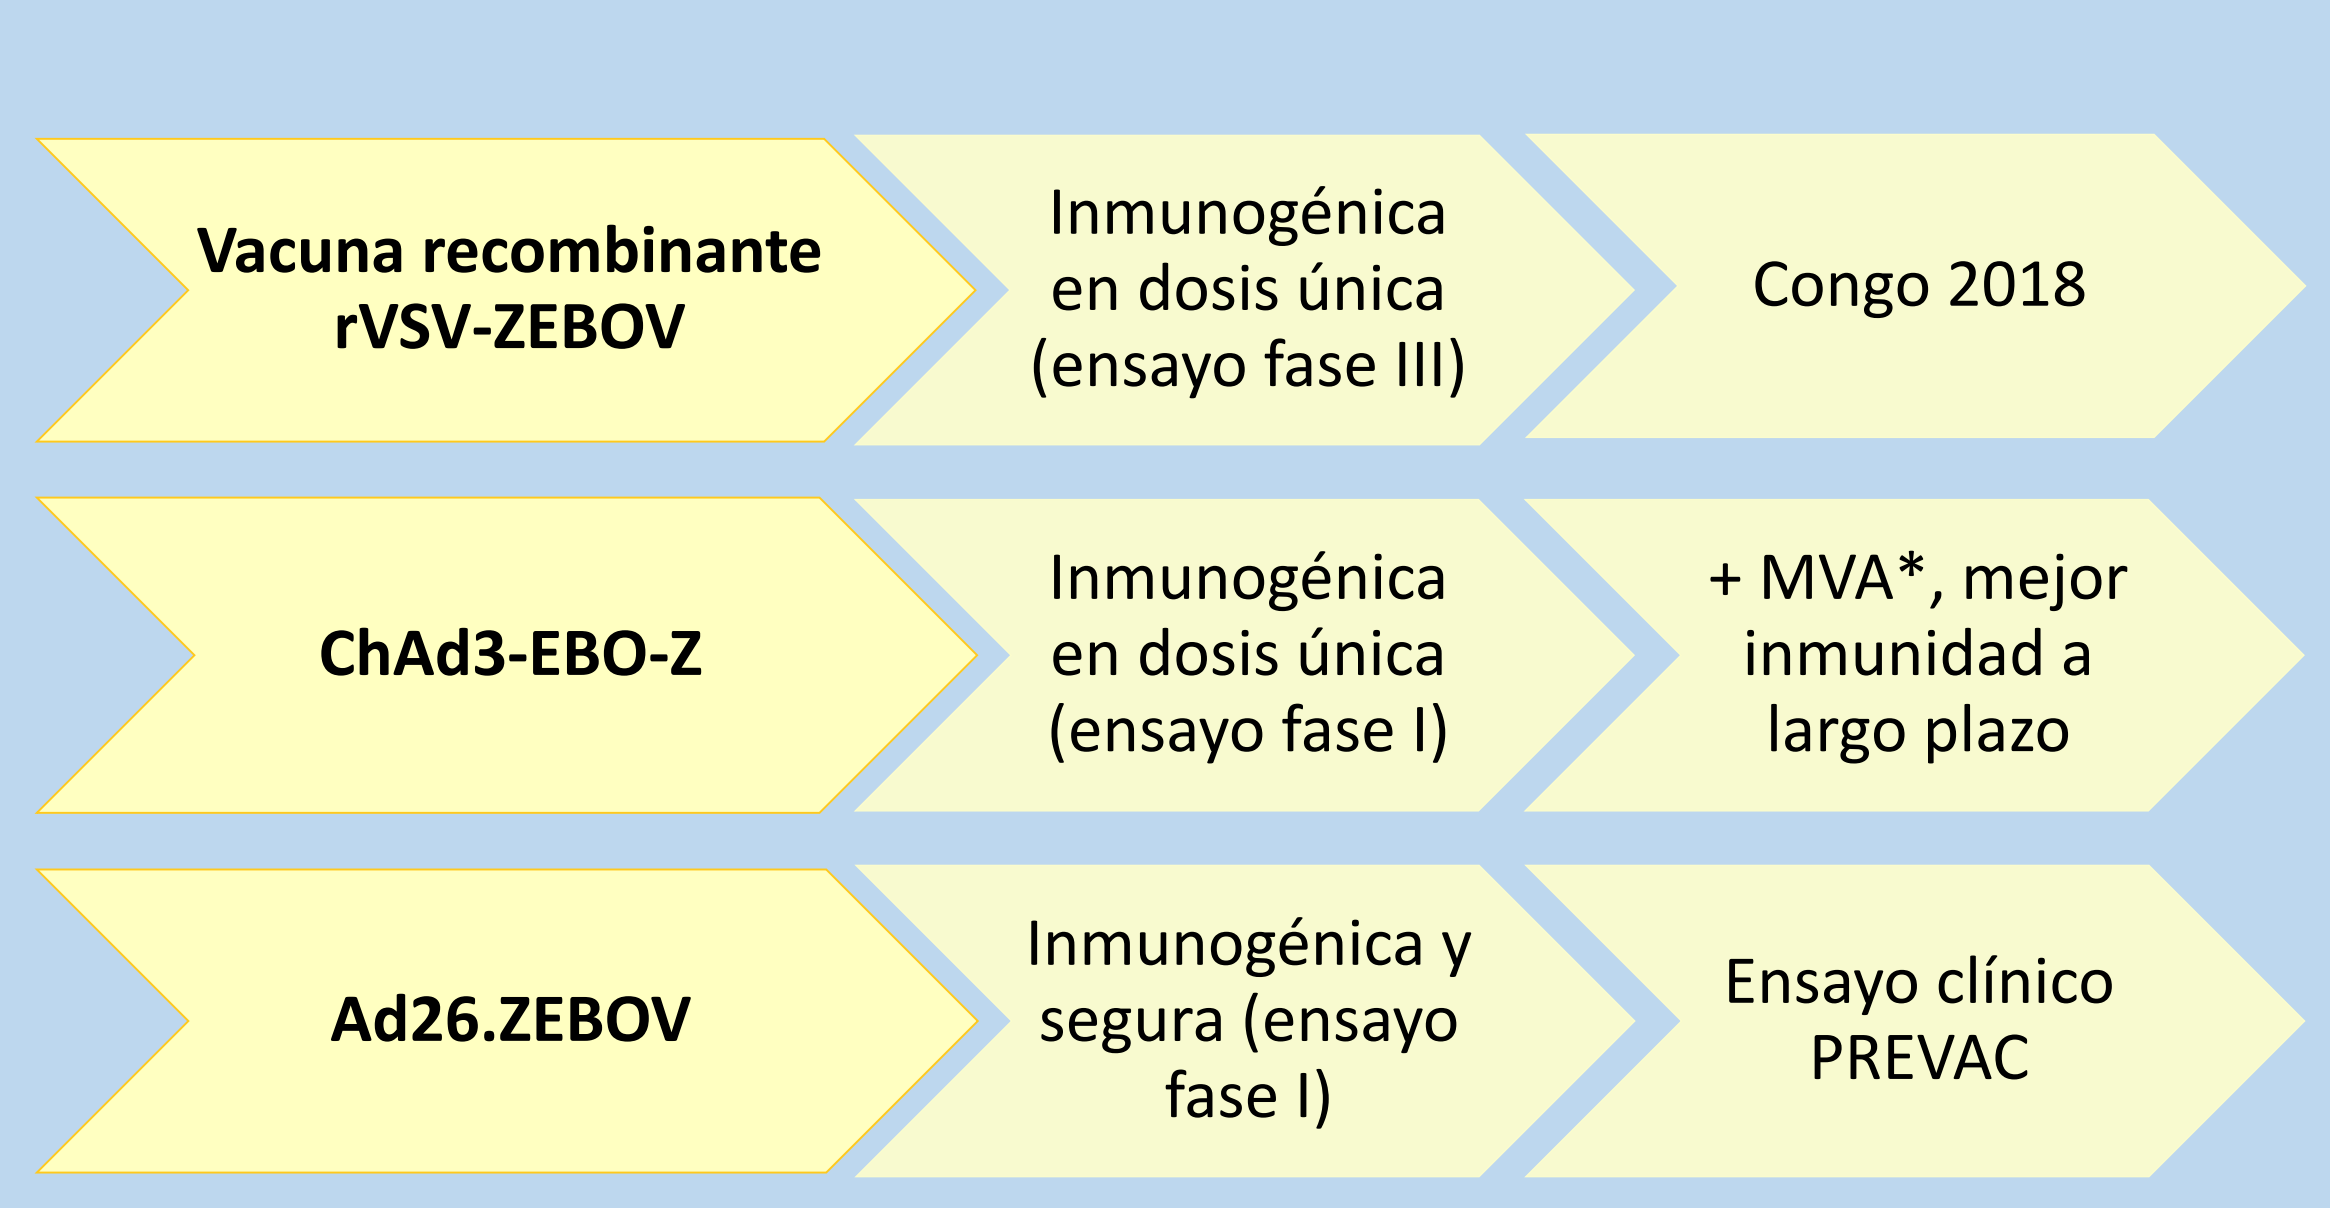 Vacuna recombinante
rVSV-ZEBOV
Inmunogénica
en dosis única
(ensayo fase III)
Congo 2018
ChAd3-EBO-Z
Inmunogénica
en dosis única
(ensayo fase I)
+ MVA*, mejor
inmunidad a
largo plazo
Ad26.ZEBOV
Inmunogénica y
segura (ensayo
fase I)
Ensayo clínico
PREVAC